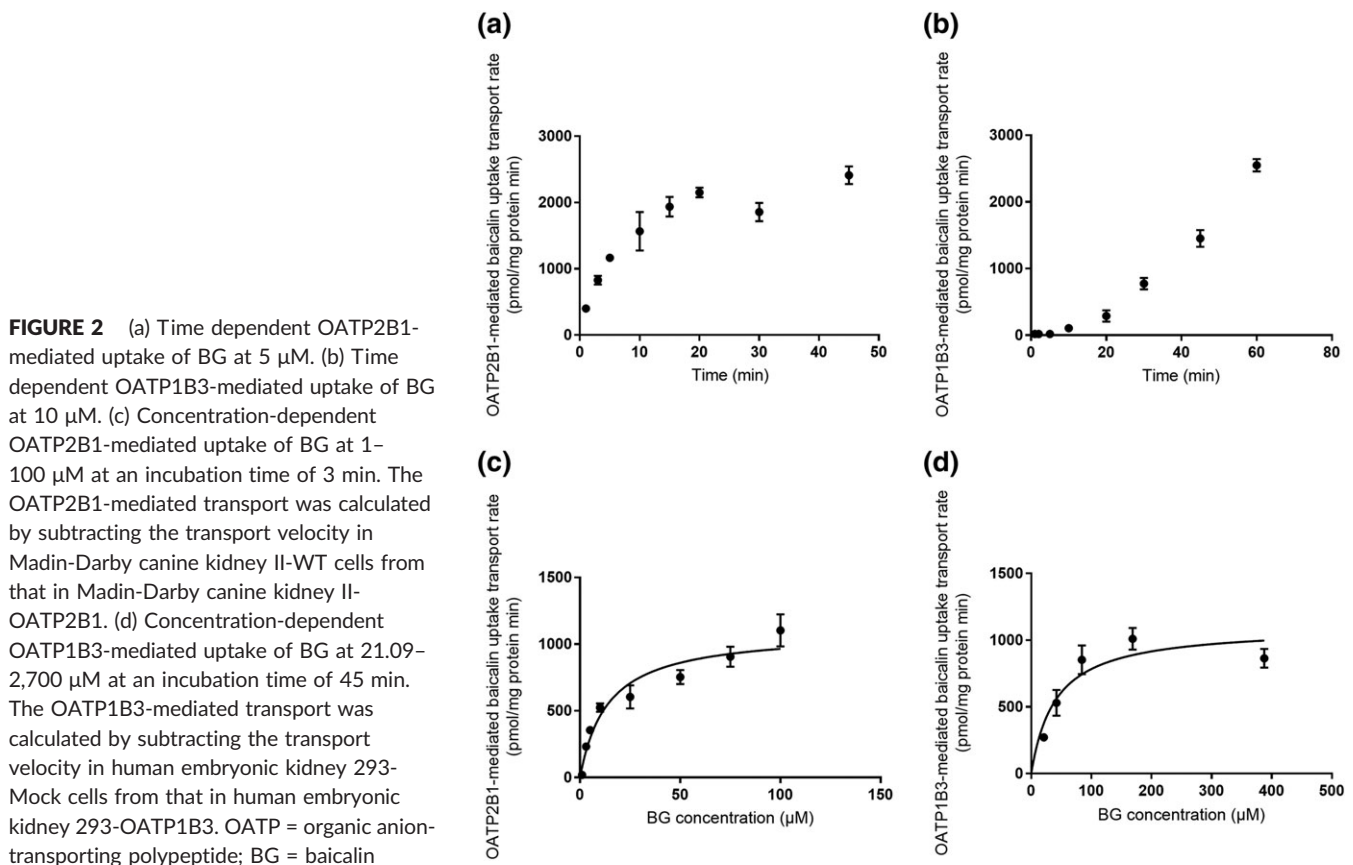 (a)
OATP2B1-mediated baicalin uptake transport rate
(pmol/mg protein min)
3000
2000
1000
0
0 10 20 30 40 50
Time (min)
(b)
OATP1B3-mediated baicalin uptake transport rate
(pmol/mg protein min)
3000
2000
1000
0
0 20 40 60 80
Time (min)
(c)
OATP2B1-mediated baicalin uptake transport rate
(pmol/mg protein min)
1500
1000
500
0
0 50 100 150
BG concentration (μM)
(d)
OATP1B3-mediated baicalin uptake transport rate
(pmol/mg protein min)
1500
1000
500
0
0 100 200 300 400 500
BG concentration (μM)
FIGURE 2 (a) Time dependent OATP2B1-
mediated uptake of BG at 5 μM. (b) Time
dependent OATP1B3-mediated uptake of BG
at 10 μM. (c) Concentration-dependent
OATP2B1-mediated uptake of BG at 1–
100 μM at an incubation time of 3 min. The
OATP2B1-mediated transport was calculated
by subtracting the transport velocity in
Madin-Darby canine kidney II-WT cells from
that in Madin-Darby canine kidney II-
OATP2B1. (d) Concentration-dependent
OATP1B3-mediated uptake of BG at 21.09–
2,700 μM at an incubation time of 45 min.
The OATP1B3-mediated transport was
calculated by subtracting the transport
velocity in human embryonic kidney 293-
Mock cells from that in human embryonic
kidney 293-OATP1B3. OATP = organic anion-
transporting polypeptide; BG = baicalin